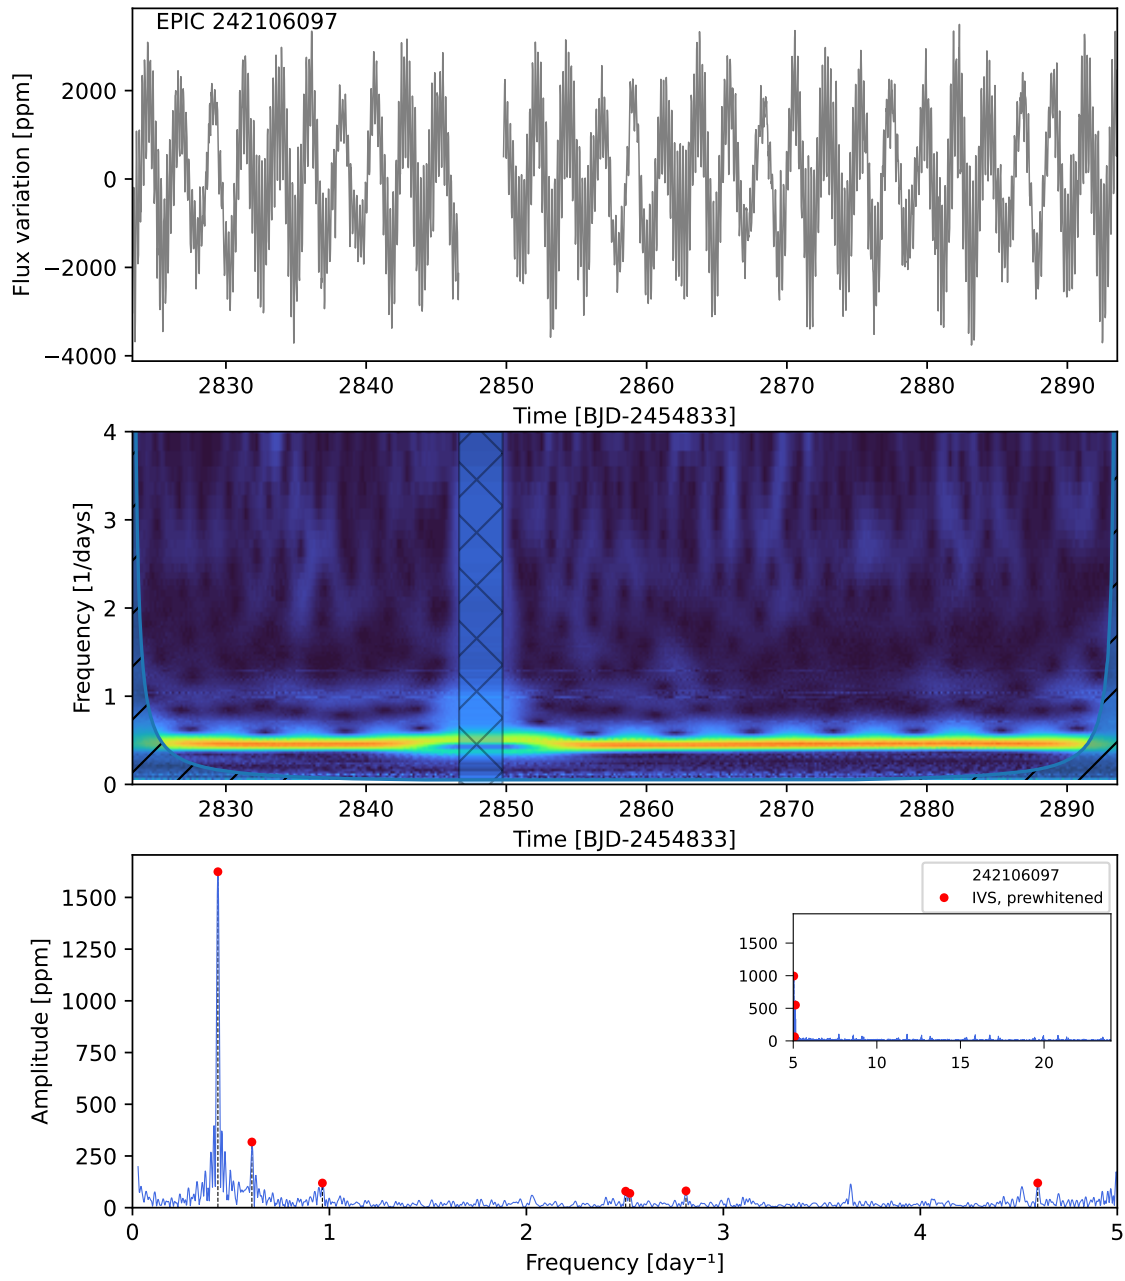 EPIC 242106097
Flux variation [ppm]
2000
0
−2000
−4000
2830 2840 2850 2860 2870 2880 2890
Time [BJD-2454833]
Frequency [1/days]
4
3
2
1
0
2830 2840 2850 2860 2870 2880 2890
Time [BJD-2454833]
Amplitude [ppm]
1500
1250
1000
750
500
250
0
242106097
IVS, prewhitened
1500
1000
500
0
5 10 15 20
0 1 2 3 4 5
Frequency [day⁻¹]